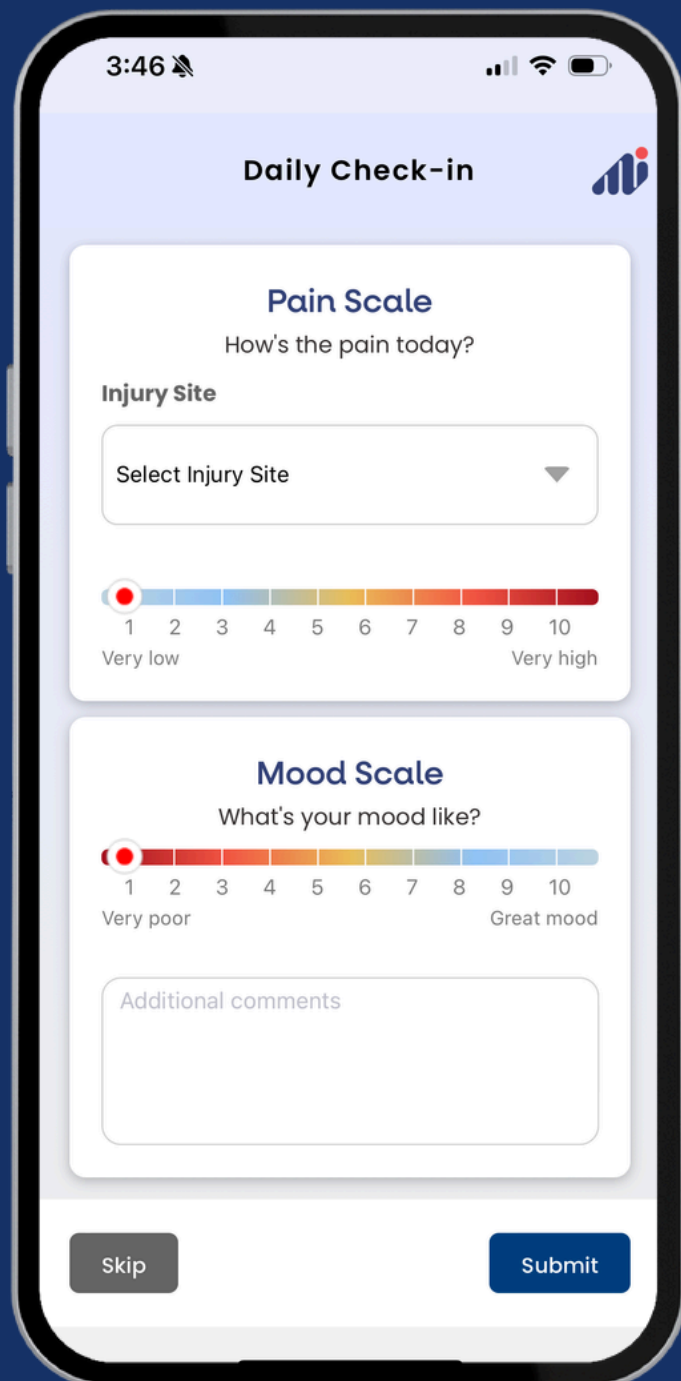 3:46
Daily Check-in
Pain Scale
How's the pain today?
Injury Site
Select Injury Site
1 2 3 4 5 6 7 8 9 10
Very low Very high
Mood Scale
What's your mood like?
1 2 3 4 5 6 7 8 9 10
Very poor Great mood
Additional comments
Skip Submit